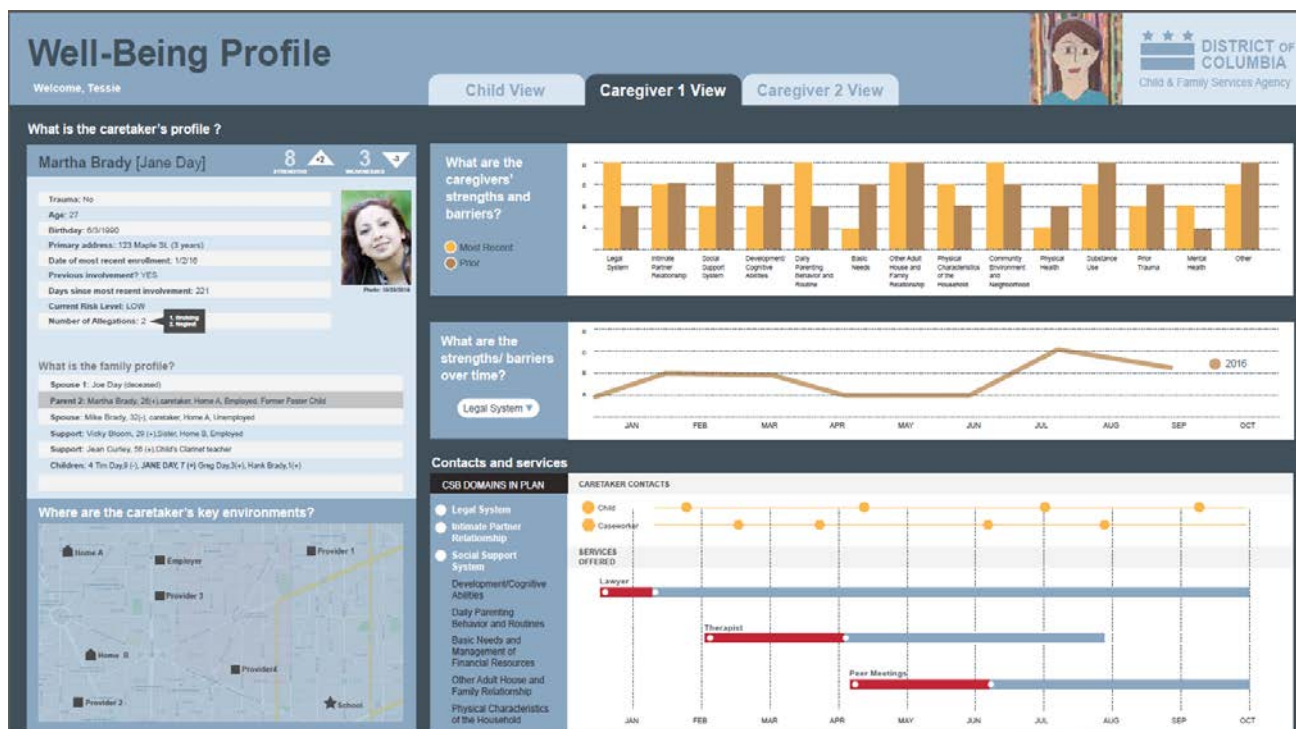 Well-Being Profile
Welcome, Tessie
Child View
Caregiver 1 View
Caregiver 2 View
DISTRICT OF
COLUMBIA
Child & Family Services Agency
What is the caretaker's profile ?
Martha Brady [Jane Day]
8
STRENGTHS
+2
3
-3
Trauma: No
Age: 27
Birthday: 6/3/1990
Primary address: 123 Maple St. (3 years)
Date of most recent enrollment: 1/2/16
Previous involvement? YES
Days since most recent involvement: 221
Current Risk Level: LOW
Number of Allegations: 2
2. Neglect
What is the family profile?
Spouse 1: Joe Day (deceased)
Parent 2: Martha Brady, 26(+),caretaker, Home A, Employed, Former Foster Child
Spouse: Mike Brady, 32(-), caretaker, Home A, Unemployed
Support: Vicky Bloom, 29 (+),Sister, Home B, Employed
Support: Jean Curley, 56 (+),Child's Clarinet teacher
Children: 4 Tim Day,9 (-), JANE DAY, 7 (+) Greg Day,3(+), Hank Brady,1(+)
Where are the caretaker's key environments?
Home A
Employer
Provider 1
Provider 3
Home B
Provider4
Provider 2
School
What are the
caregivers'
strengths and
barriers?
Most Recent
Prior
Legal
System
Intimate
Partner
Relationship
Social
Support
System
Development/
Cognitive
Abilities
Daily
Parenting
Behavior and
Routine
Basic
Needs
Other Adult
House and
Family
Relationship
Physical
Characteristics
of the
Household
Community
Environment
and
Neighborhood
Physical
Health
Substance
Use
Prior
Trauma
Mental
Health
Other
What are the
strengths/ barriers
over time?
Legal System
2016
JAN FEB MAR APR MAY JUN JUL AUG SEP OCT
Contacts and services
CSB DOMAINS IN PLAN
Legal System
Intimate Partner
Relationship
Social Support
System
Development/Cognitive
Abilities
Daily Parenting
Behavior and Routines
Basic Needs and
Management of
Financial Resources
Other Adult House and
Family Relationship
Physical Characteristics
of the Household
CARETAKER CONTACTS
Child
Caseworker
SERVICES
OFFERED
Lawyer
Therapist
Peer Meetings
JAN FEB MAR APR MAY JUN JUL AUG SEP OCT